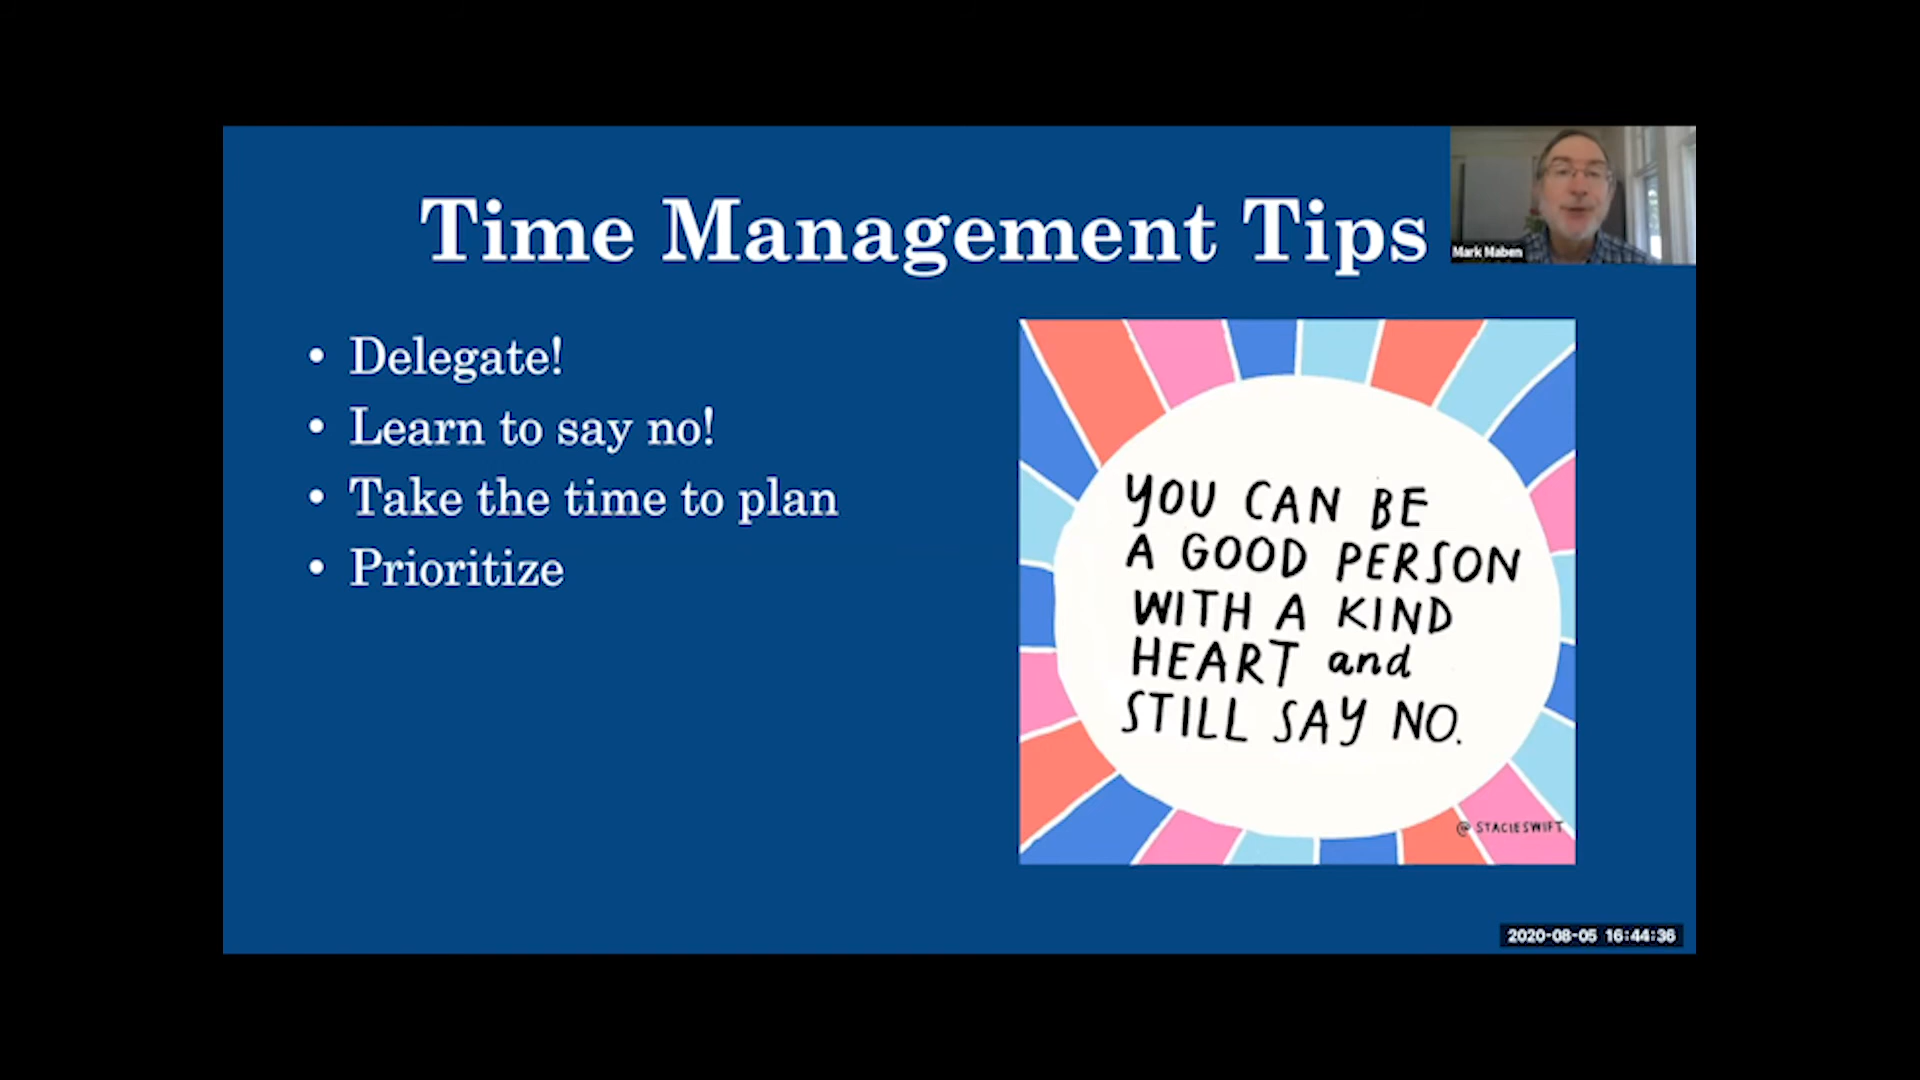 Time Management Tips
Mark Maben
• Delegate!
• Learn to say no!
• Take the time to plan
• Prioritize
YOU CAN BE
A GOOD PERSON
WITH A KIND
HEART and
STILL SAY NO.
@STACIESWIFT
2020-08-05 16:44:36